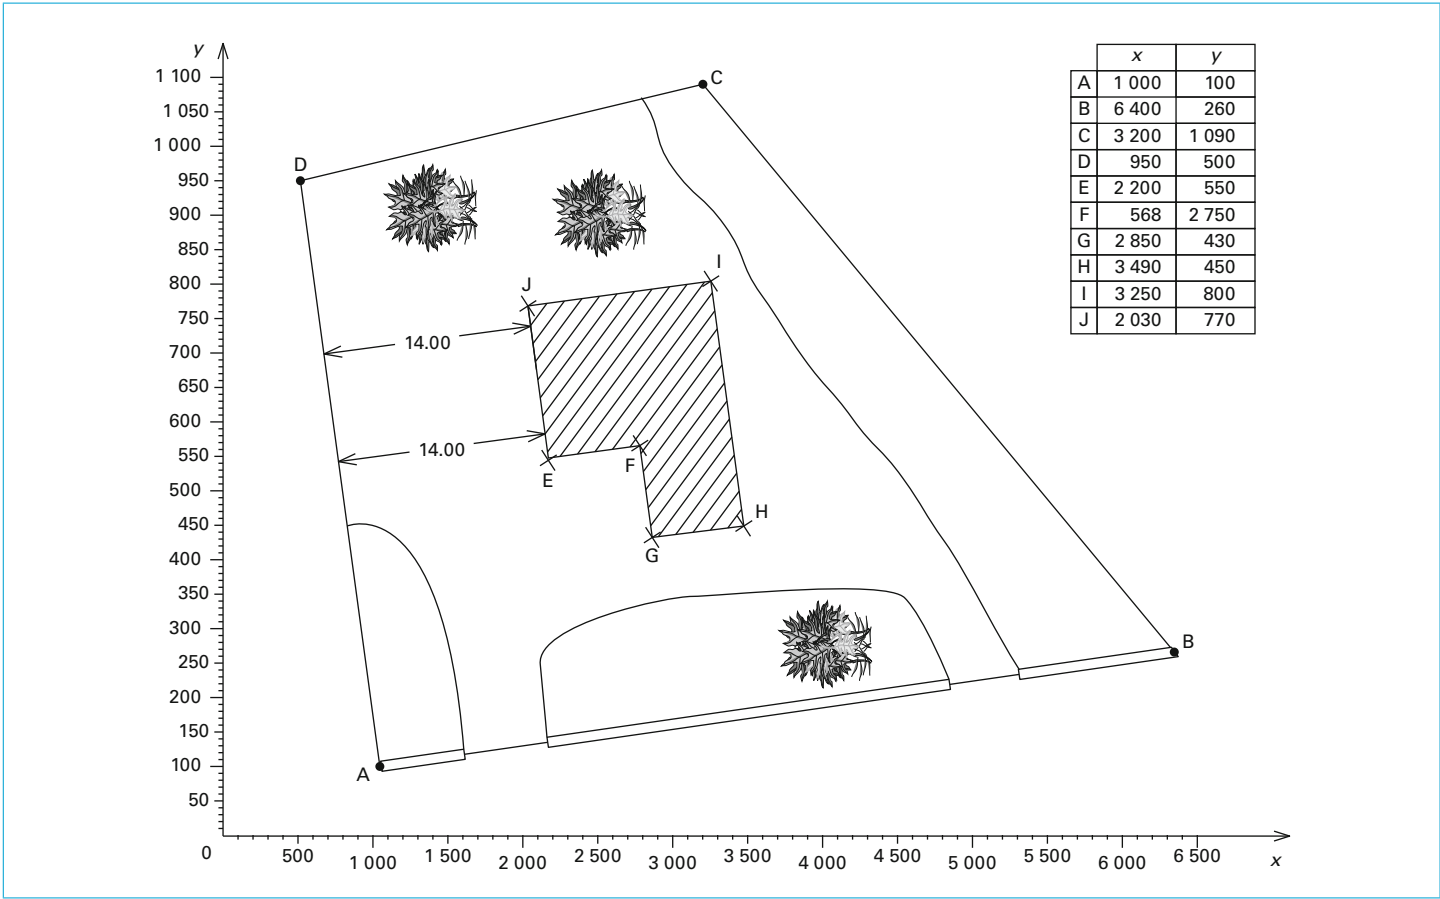 y
1 100
1 050
1 000
950
900
850
800
750
700
650
600
550
500
450
400
350
300
250
200
150
100
50
0
500
1 000
1 500
2 000
2 500
3 000
3 500
4 000
4 500
5 000
5 500
6 000
6 500
x
C
D
J
I
14.00
14.00
E
F
G
H
B
A
x y
A 1 000 100
B 6 400 260
C 3 200 1 090
D 950 500
E 2 200 550
F 568 2 750
G 2 850 430
H 3 490 450
I 3 250 800
J 2 030 770